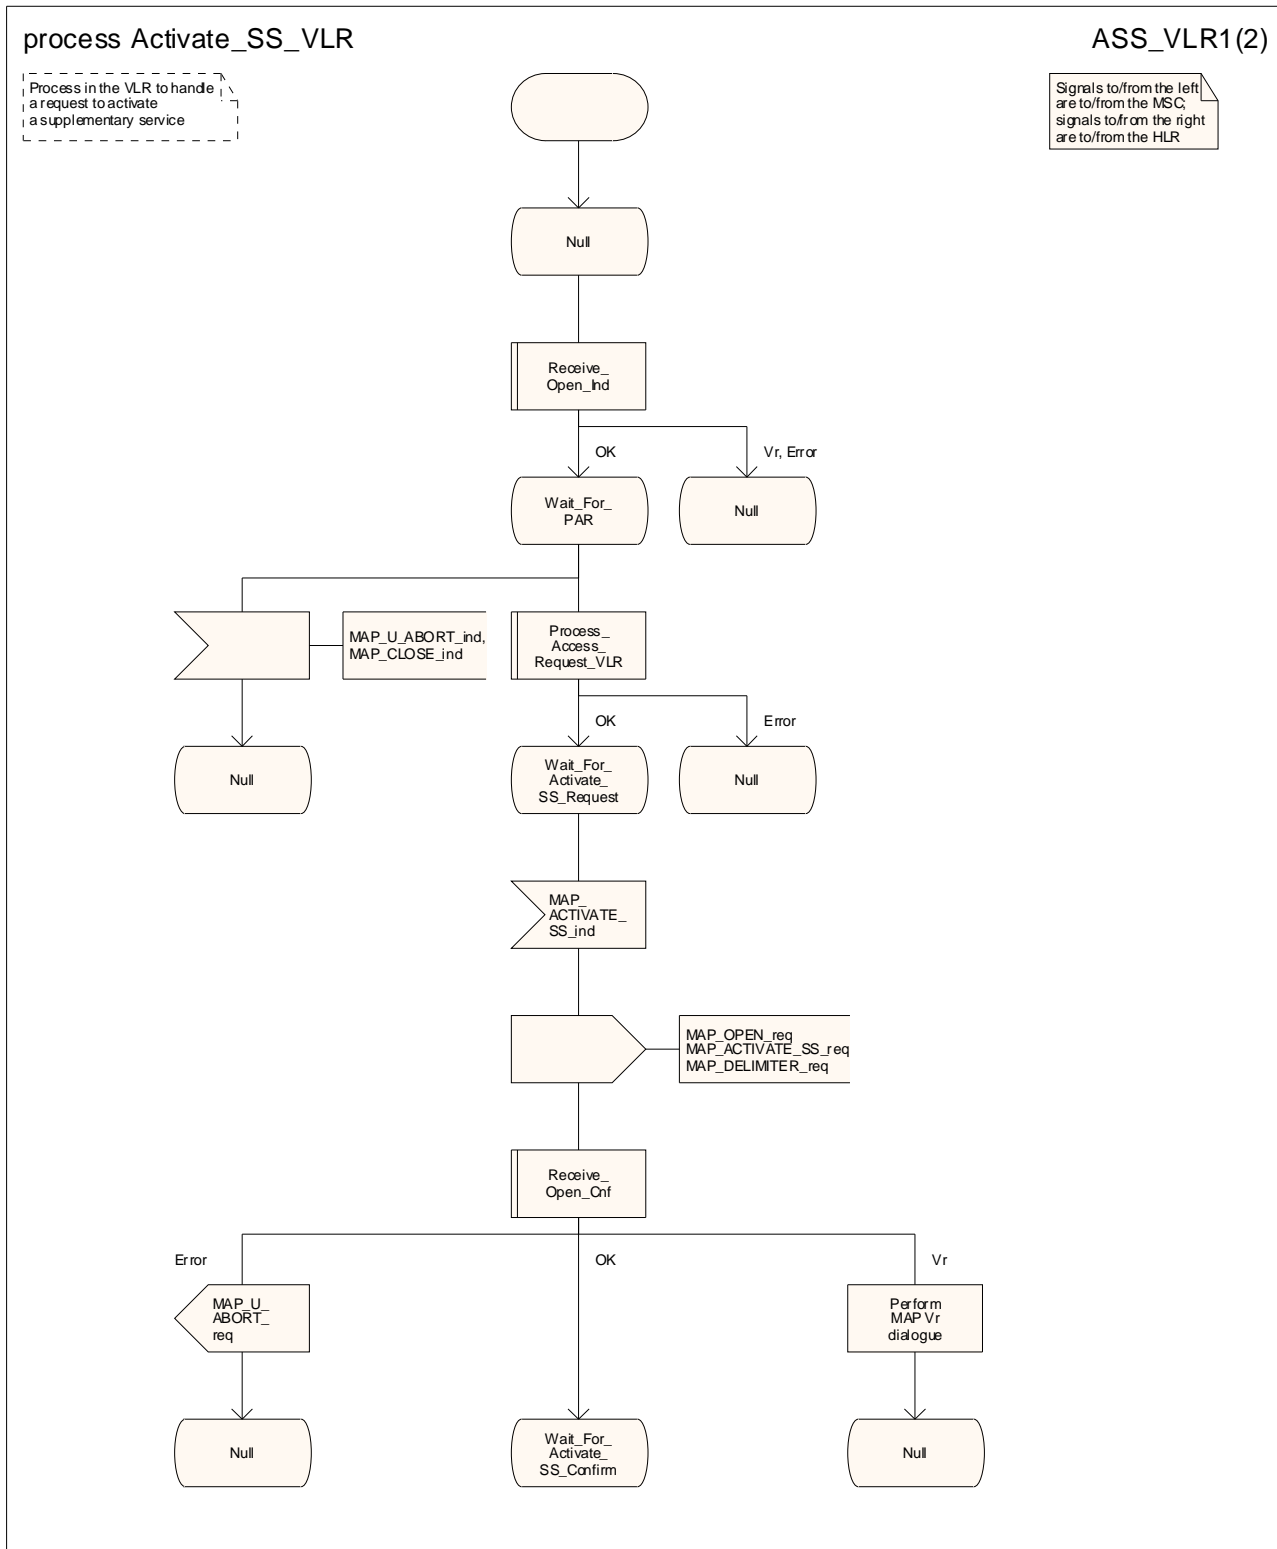 process Activate_SS_VLR
ASS_VLR1(2)
Process in the VLR to handle
a request to activate
a supplementary service
Signals to/from the left
are to/from the MSC;
signals to/from the right
are to/from the HLR
Null
Receive_
Open_Ind
OK
Vr, Error
Wait_For_
PAR
Null
MAP_U_ABORT_ind,
MAP_CLOSE_ind
Process_
Access_
Request_VLR
OK
Error
Null
Wait_For_
Activate_
SS_Request
Null
MAP_
ACTIVATE_
SS_ind
MAP_OPEN_req
MAP_ACTIVATE_SS_req
MAP_DELIMITER_req
Receive_
Open_Cnf
Error
OK
Vr
MAP_U_
ABORT_
req
Perform
MAP Vr
dialogue
Null
Wait_For_
Activate_
SS_Confirm
Null